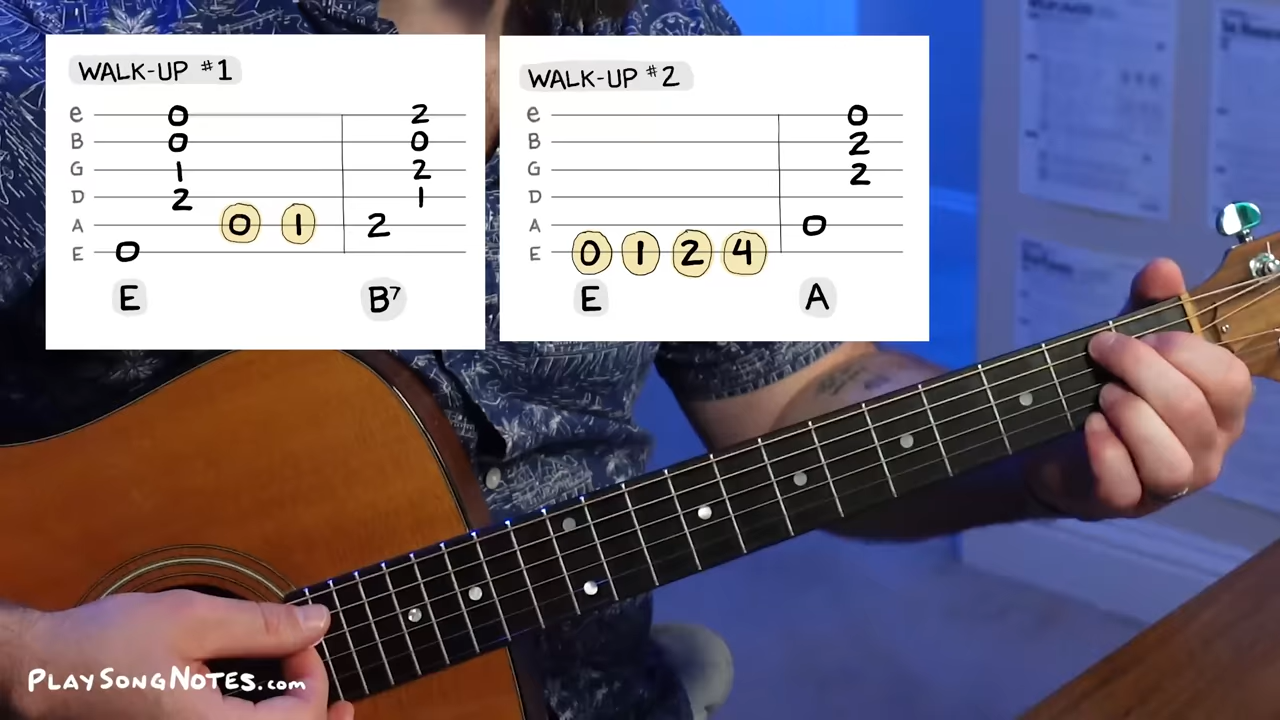 WALK-UP #1
e 0 2
B 0 0
G 1 2
D 2 1
A 0 1 2
E 0
E B7
WALK-UP #2
e 0
B 2
G 2
D
A 0
E 0 1 2 4
E A
PLAYSONGNOTES.COM